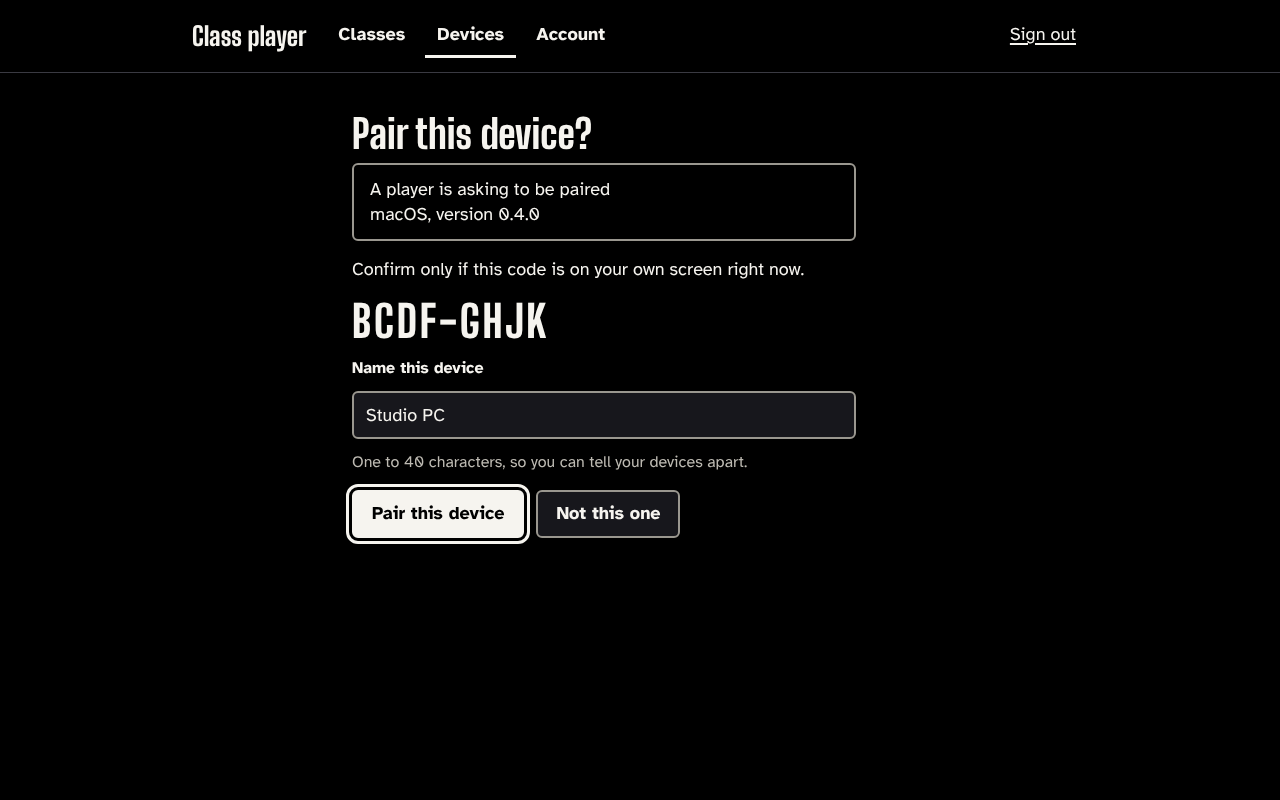 Class player
Classes
Devices
Account
Sign out
Pair this device?
A player is asking to be paired
macOS, version 0.4.0
Confirm only if this code is on your own screen right now.
BCDF-GHJK
Name this device
Studio PC
One to 40 characters, so you can tell your devices apart.
Pair this device
Not this one